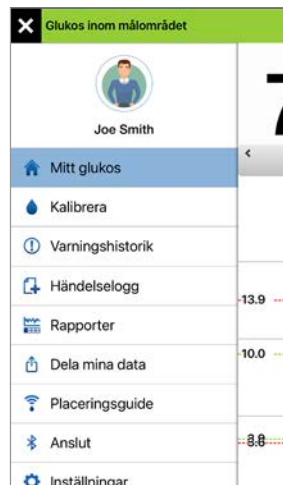 Glukos inom målområdet
Joe Smith
Mitt glukos
Kalibrera
Varningshistorik
Händelselogg
Rapporter
Dela mina data
Placeringsguide
Anslut
Inställningar
7
13.9
10.0